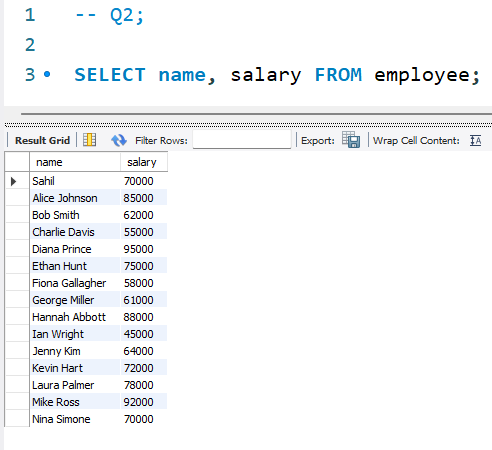 1 -- Q2;
2
3 SELECT name, salary FROM employee;
Result Grid Filter Rows: Export: Wrap Cell Content:
name salary
Sahil 70000
Alice Johnson 85000
Bob Smith 62000
Charlie Davis 55000
Diana Prince 95000
Ethan Hunt 75000
Fiona Gallagher 58000
George Miller 61000
Hannah Abbott 88000
Ian Wright 45000
Jenny Kim 64000
Kevin Hart 72000
Laura Palmer 78000
Mike Ross 92000
Nina Simone 70000